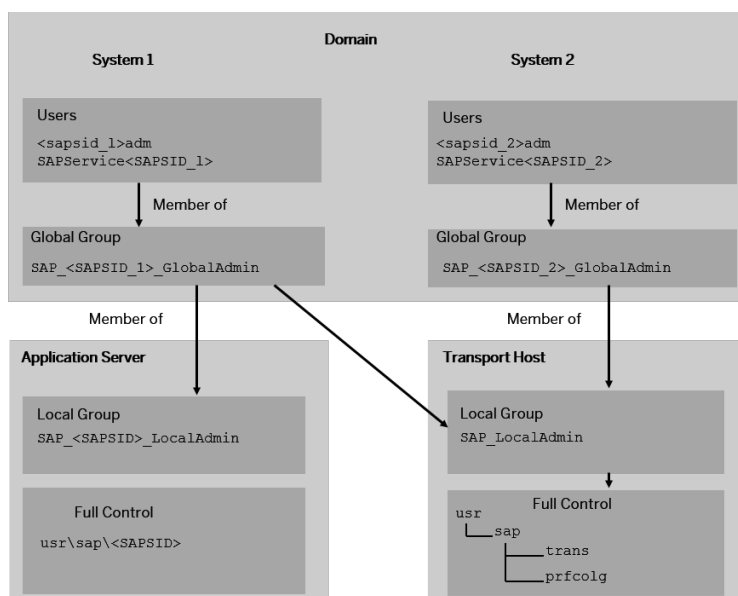 Domain
System 1
System 2
Users
<sapsid_1>adm
SAPService<SAPSID_1>
Users
<sapsid_2>adm
SAPService<SAPSID_2>
Member of
Member of
Global Group
SAP_<SAPSID_1>_GlobalAdmin
Global Group
SAP_<SAPSID_2>_GlobalAdmin
Member of
Member of
Application Server
Transport Host
Local Group
SAP_<SAPSID>_LocalAdmin
Local Group
SAP_LocalAdmin
Full Control
usr\sap\<SAPSID>
Full Control
usr
sap
trans
prfcolg